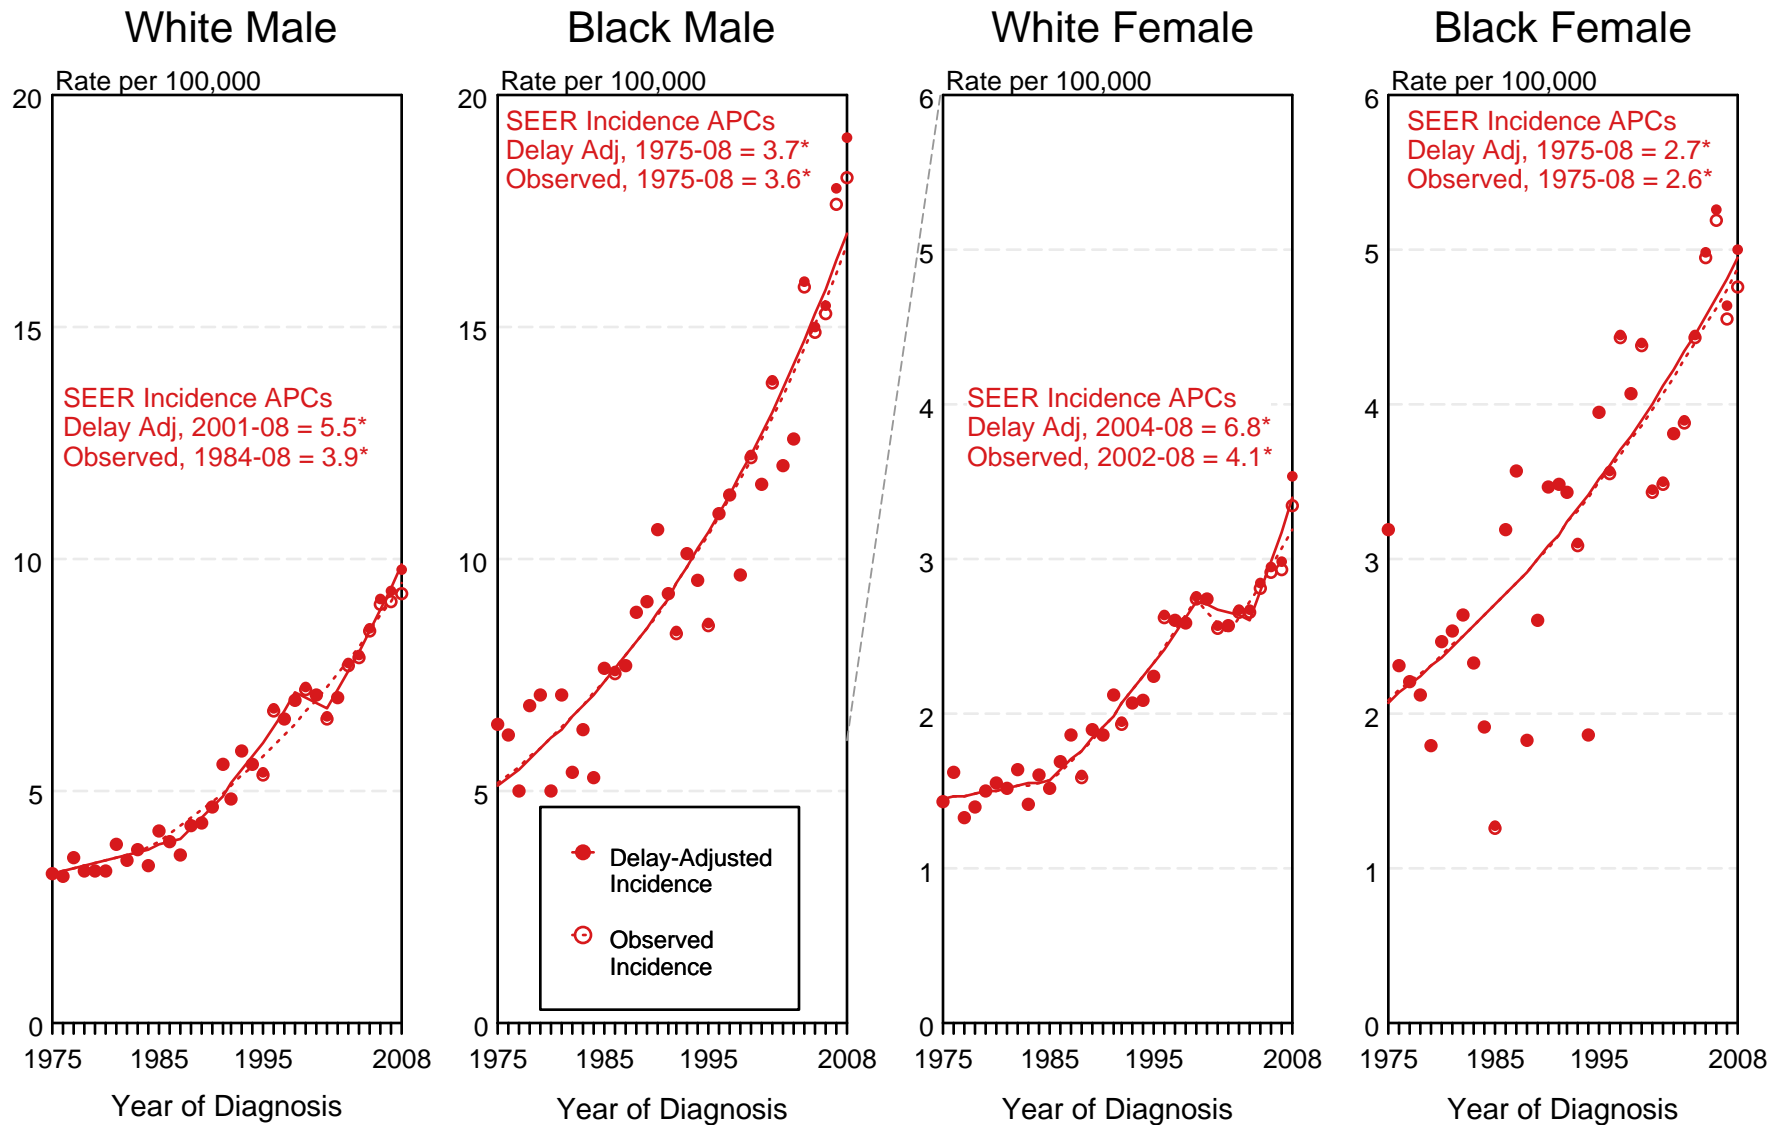 White Male
Black Male
White Female
Black Female
Rate per 100,000
20
15
10
5
0
SEER Incidence APCs
Delay Adj, 2001-08 = 5.5*
Observed, 1984-08 = 3.9*
1975
1985
1995
2008
Year of Diagnosis
Rate per 100,000
20
15
10
5
0
SEER Incidence APCs
Delay Adj, 1975-08 = 3.7*
Observed, 1975-08 = 3.6*
Delay-Adjusted
Incidence
Observed
Incidence
1975
1985
1995
2008
Year of Diagnosis
Rate per 100,000
6
5
4
3
2
1
0
SEER Incidence APCs
Delay Adj, 2004-08 = 6.8*
Observed, 2002-08 = 4.1*
1975
1985
1995
2008
Year of Diagnosis
Rate per 100,000
6
5
4
3
2
1
0
SEER Incidence APCs
Delay Adj, 1975-08 = 2.7*
Observed, 1975-08 = 2.6*
1975
1985
1995
2008
Year of Diagnosis